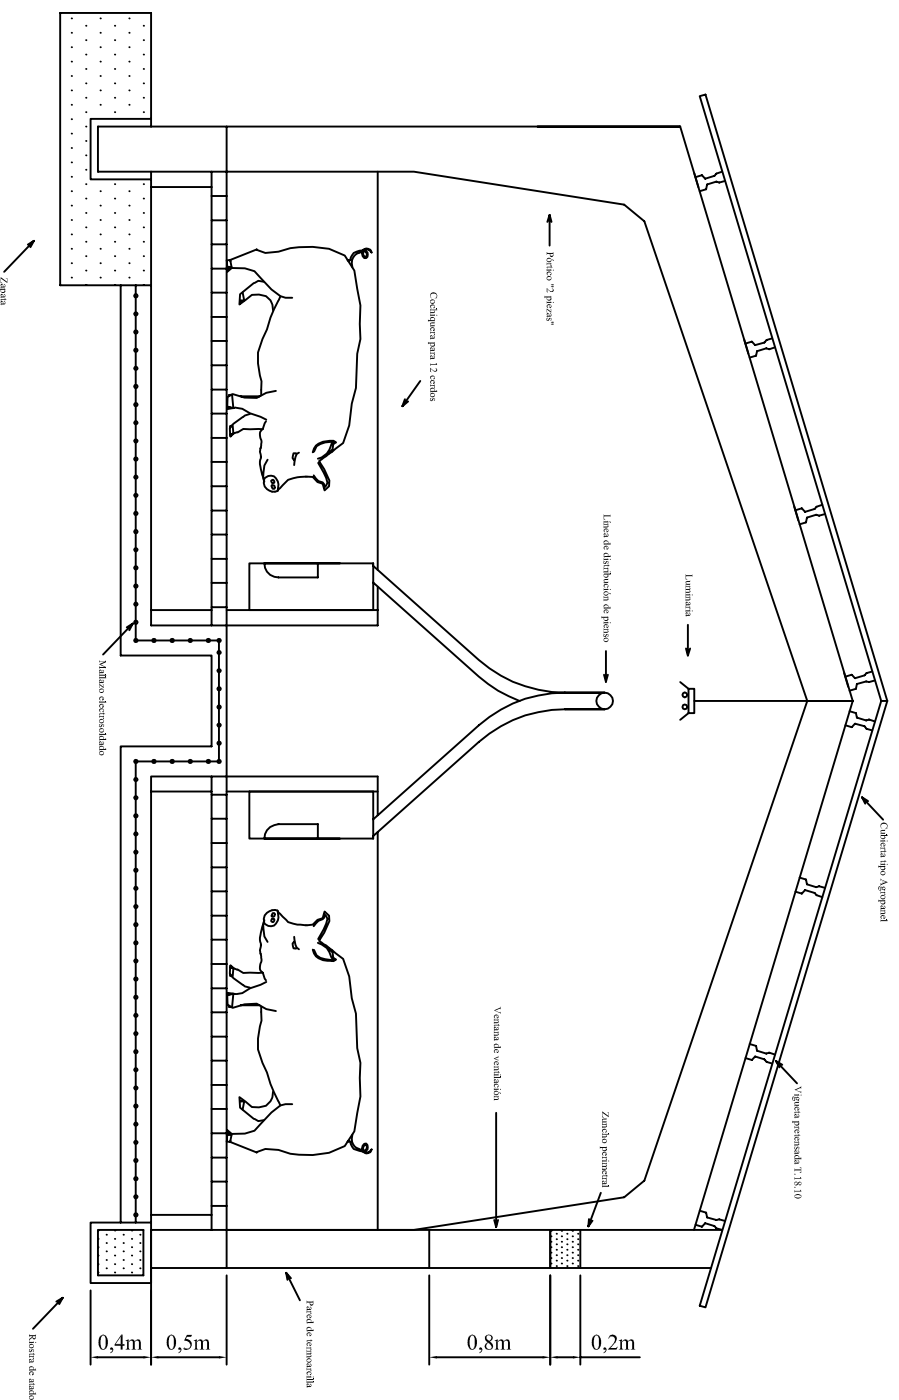 Cubierta tipo Agropanel
Vigueta pretensada T.18.10
Luminaria
Línea de distribución de pienso
Zuncho perimetral
Pórtico "2 piezas"
Ventana de ventilación
Cochiquera para 12 cerdos
Pared de termoarcilla
Mallazo electrosoldado
Zapata
Riostra de atado
0,4m
0,5m
0,8m
0,2m